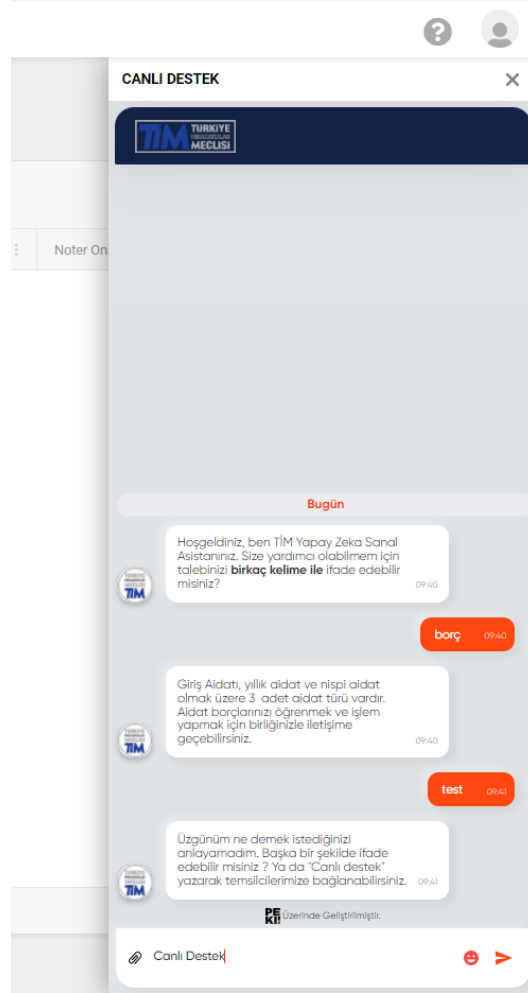 CANLI DESTEK
TİM TÜRKİYE
İHRACATÇILAR
MECLİSİ
Noter On
Bugün
Hoşgeldiniz, ben TİM Yapay Zeka Sanal
Asistanınız. Size yardımcı olabilmem için
talebinizi birkaç kelime ile ifade edebilir
misiniz?
09:40
TİM
borç 09:40
Giriş Aidatı, yıllık aidat ve nispi aidat
olmak üzere 3 adet aidat türü vardır.
Aidat borçlarınızı öğrenmek ve işlem
yapmak için birliğinizle iletişime
geçebilirsiniz.
09:40
TİM
test 09:41
Üzgünüm ne demek istediğinizi
anlayamadım. Başka bir şekilde ifade
edebilir misiniz ? Ya da "Canlı destek"
yazarak temsilcilerimize bağlanabilirsiniz. 09:41
TİM
PEKİ! Üzerinde Geliştirilmiştir.
Canlı Destek